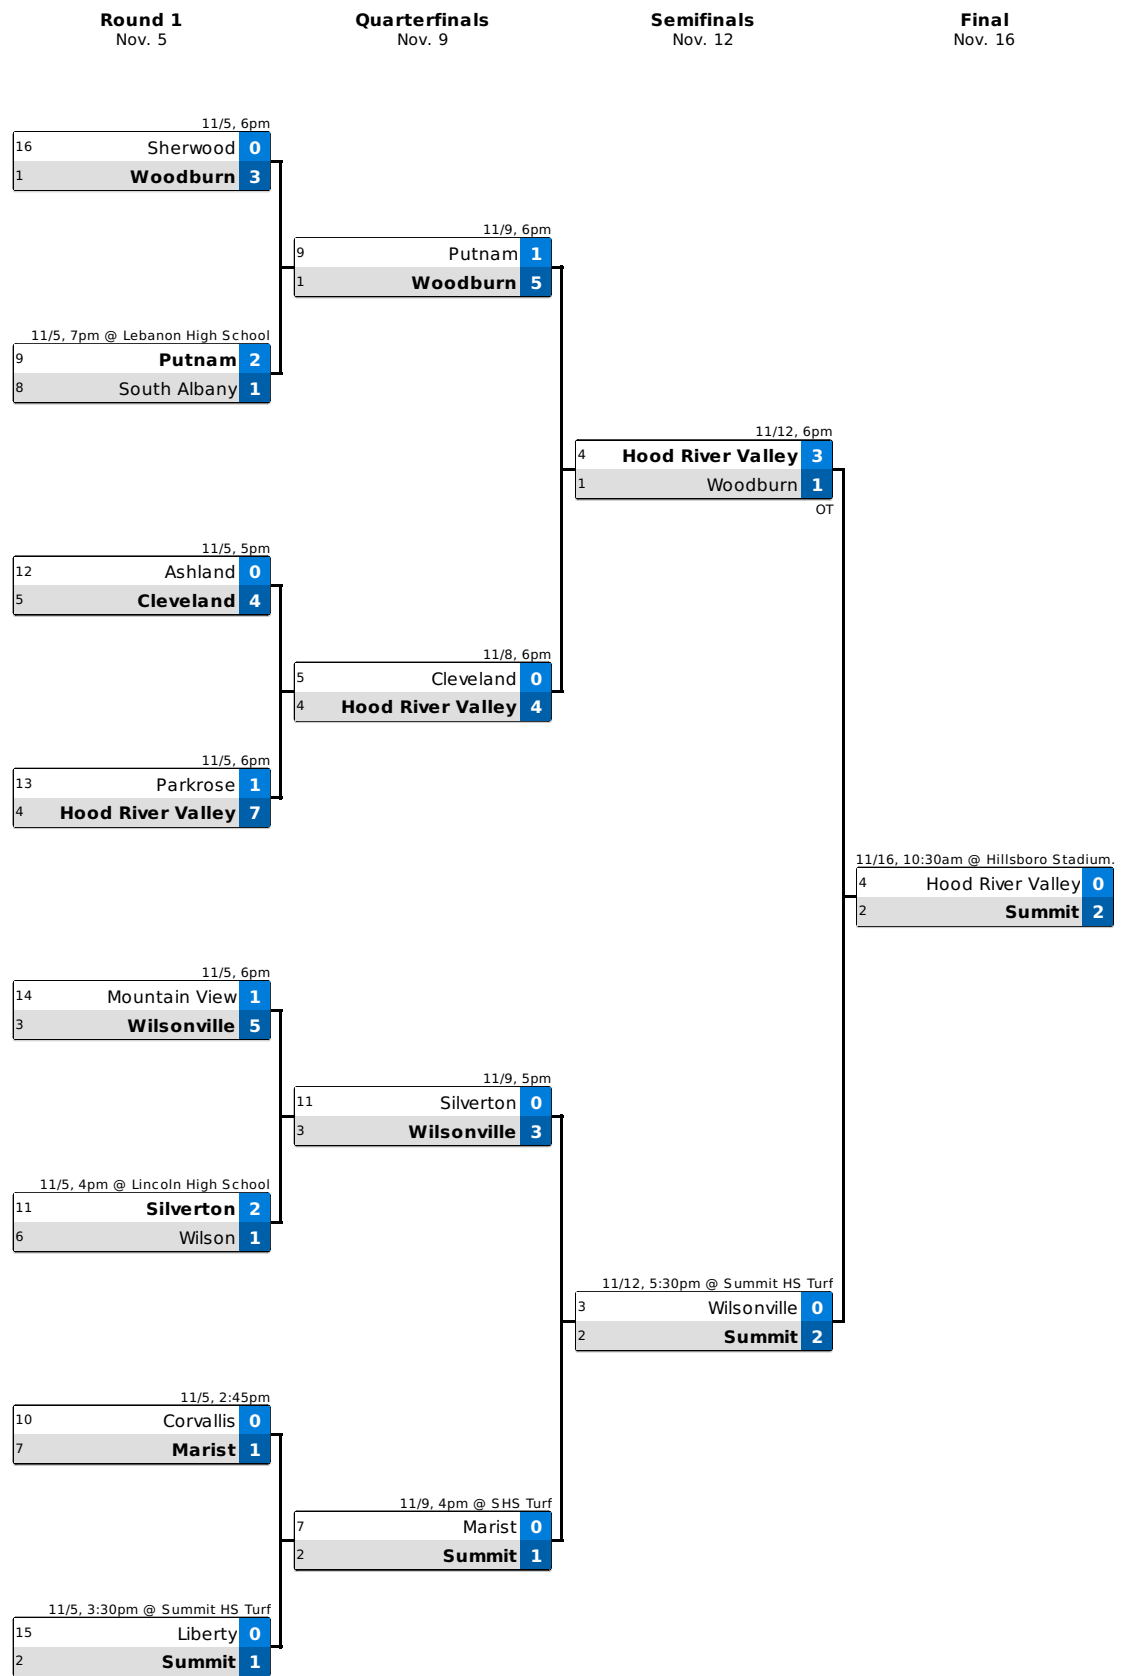 Round 1
Nov. 5
Quarterfinals
Nov. 9
Semifinals
Nov. 12
Final
Nov. 16
11/5, 6pm
16 Sherwood 0
1 Woodburn 3
11/5, 7pm @ Lebanon High School
9 Putnam 2
8 South Albany 1
11/5, 5pm
12 Ashland 0
5 Cleveland 4
11/5, 6pm
13 Parkrose 1
4 Hood River Valley 7
11/5, 6pm
14 Mountain View 1
3 Wilsonville 5
11/5, 4pm @ Lincoln High School
11 Silverton 2
6 Wilson 1
11/5, 2:45pm
10 Corvallis 0
7 Marist 1
11/5, 3:30pm @ Summit HS Turf
15 Liberty 0
2 Summit 1
11/9, 6pm
9 Putnam 1
1 Woodburn 5
11/8, 6pm
5 Cleveland 0
4 Hood River Valley 4
11/9, 5pm
11 Silverton 0
3 Wilsonville 3
11/9, 4pm @ SHS Turf
7 Marist 0
2 Summit 1
11/12, 6pm
4 Hood River Valley 3
1 Woodburn 1
OT
11/12, 5:30pm @ Summit HS Turf
3 Wilsonville 0
2 Summit 2
11/16, 10:30am @ Hillsboro Stadium.
4 Hood River Valley 0
2 Summit 2